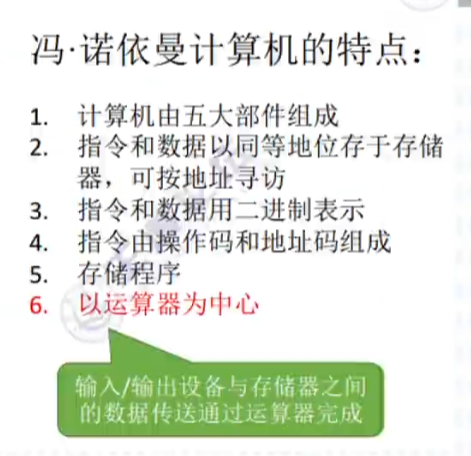 冯·诺依曼计算机的特点：
1. 计算机由五大部件组成
2. 指令和数据以同等地位存于存储
器，可按地址寻访
3. 指令和数据用二进制表示
4. 指令由操作码和地址码组成
5. 存储程序
6. 以运算器为中心
输入/输出设备与存储器之间
的数据传送通过运算器完成